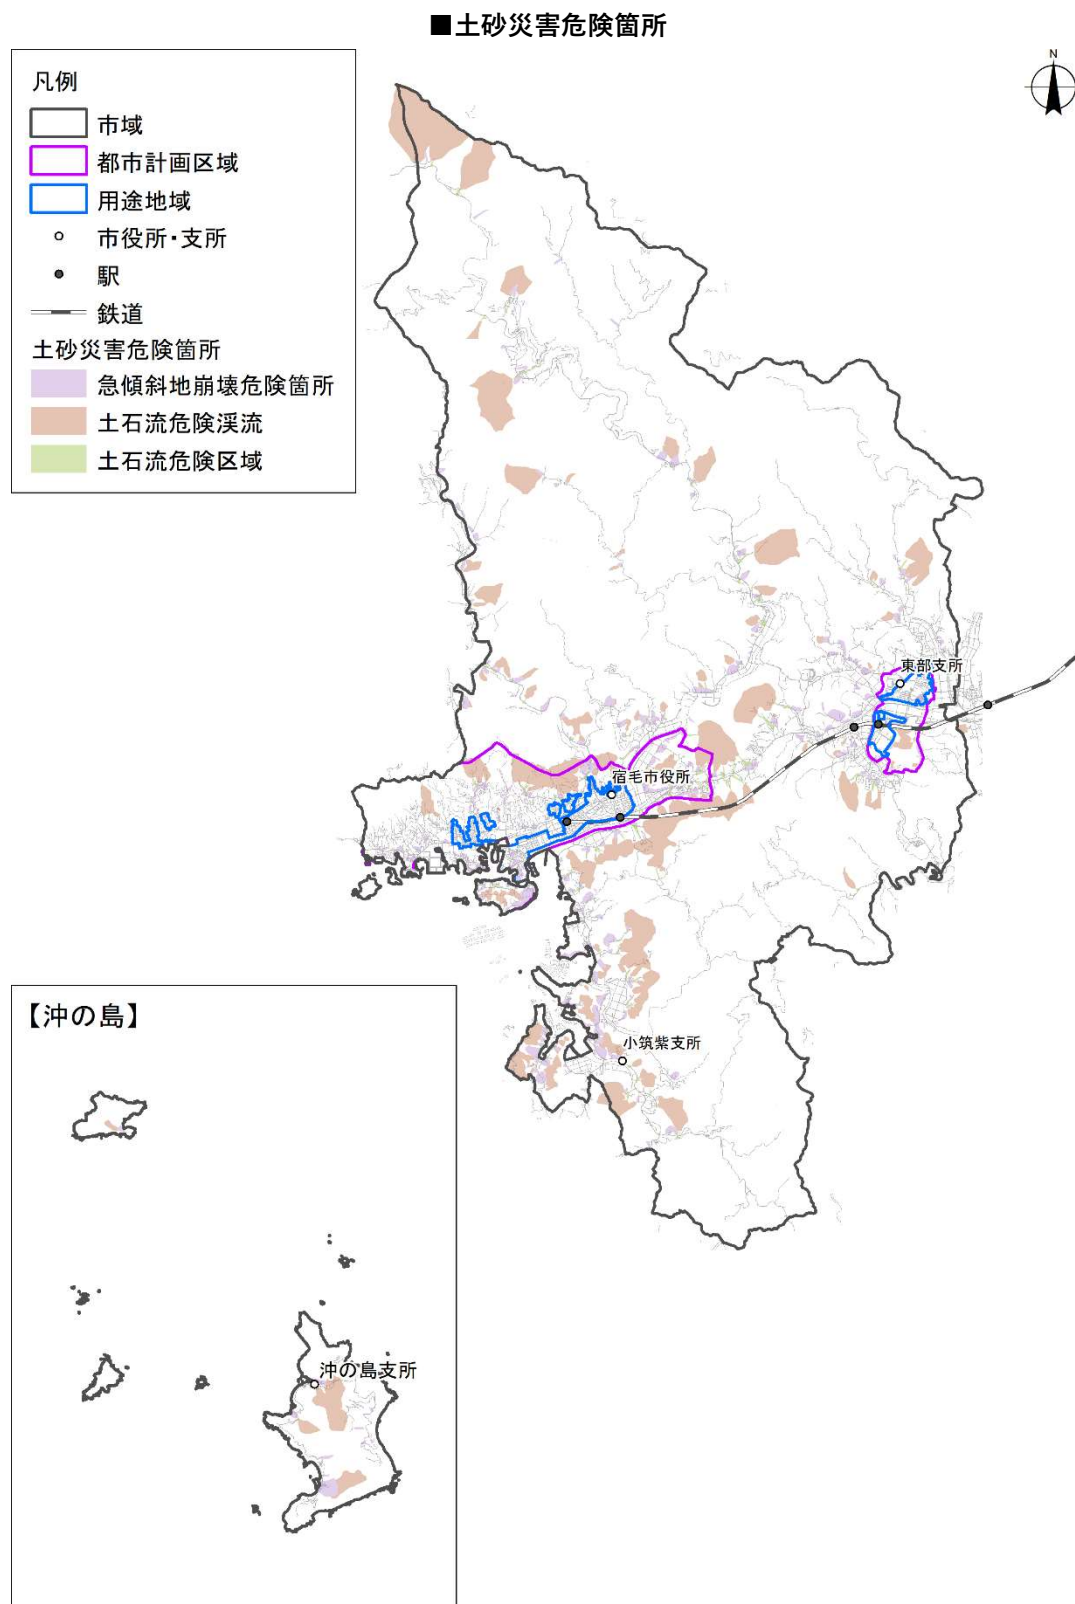 ■土砂災害危険箇所
N
凡例
市域
都市計画区域
用途地域
市役所・支所
駅
鉄道
土砂災害危険箇所
急傾斜地崩壊危険箇所
土石流危険渓流
土石流危険区域
東部支所
宿毛市役所
小筑紫支所
【沖の島】
沖の島支所